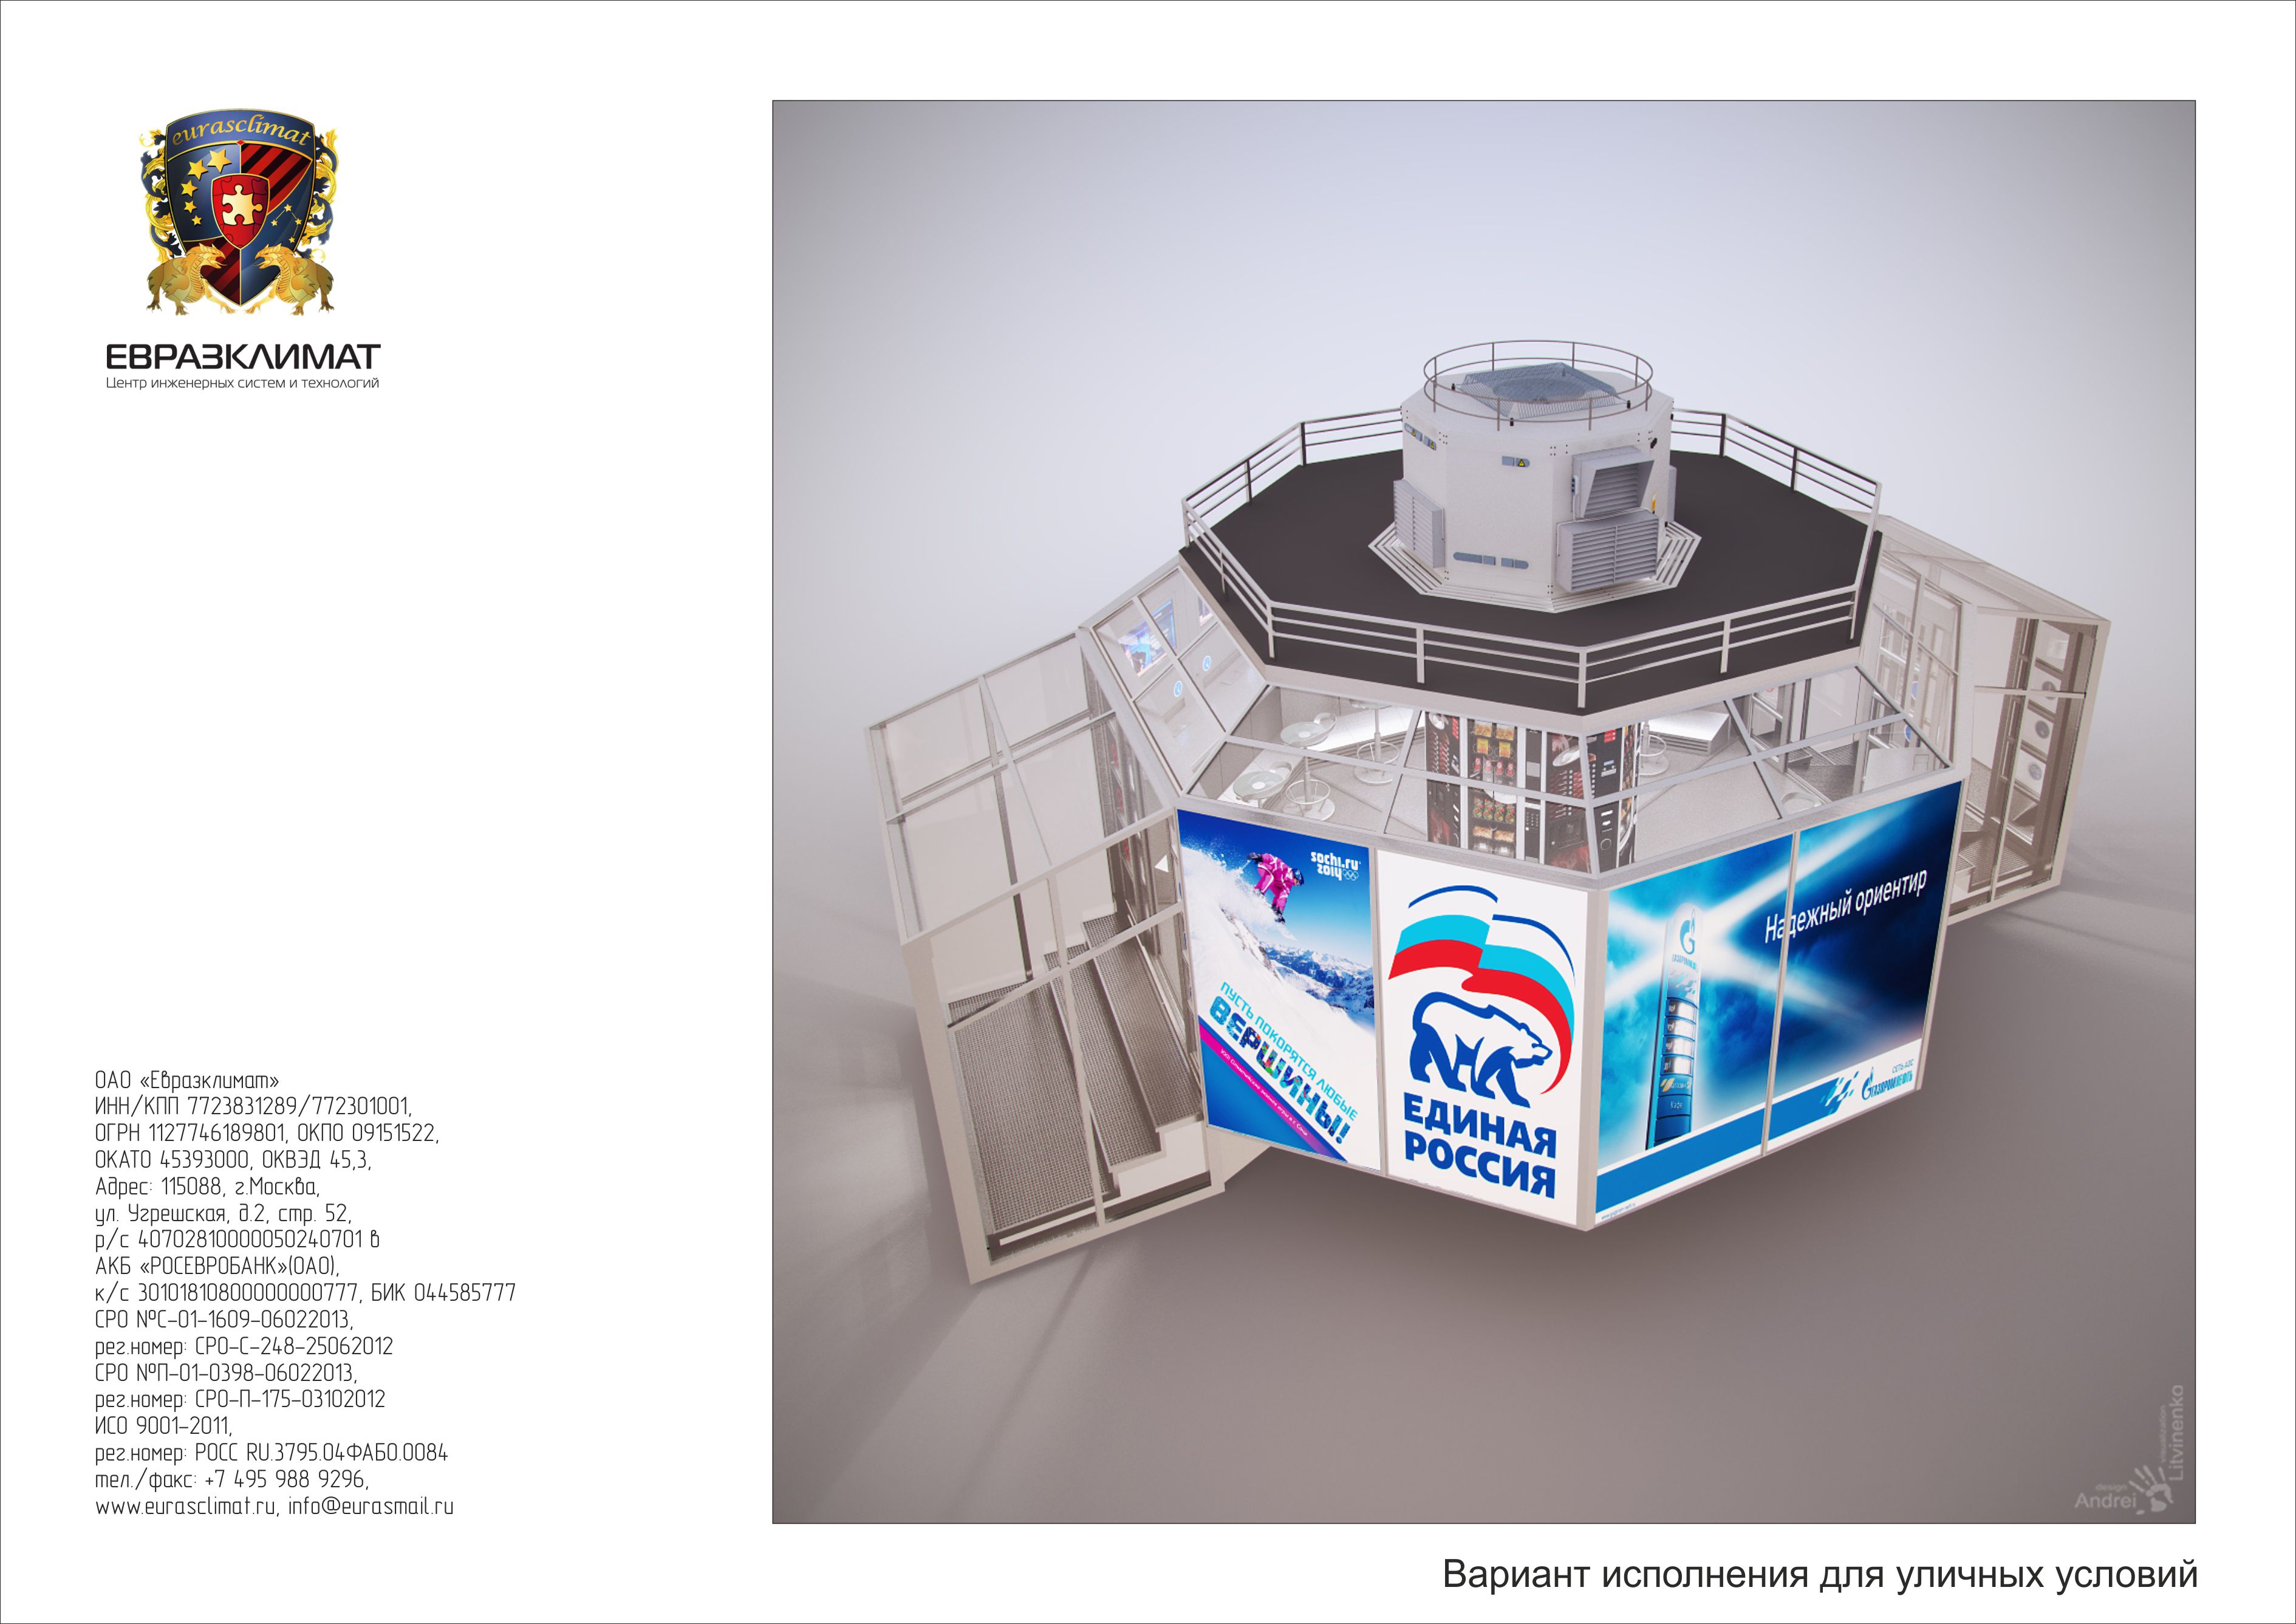 eurasclimat
ЕВРАЗКЛИМАТ
Центр инженерных систем и технологий
ОАО «Евразклимат»
ИНН/КПП 7723831289/772301001,
ОГРН 1127746189801, ОКПО 09151522,
ОКАТО 45393000, ОКВЭД 45,3,
Адрес: 115088, г.Москва,
ул. Угрешская, д.2, стр. 52,
р/с 40702810000050240701 в
АКБ «РОСЕВРОБАНК»(ОАО),
к/с 30101810800000000777, БИК 044585777
СРО №С-01-1609-06022013,
рег.номер: СРО-С-248-25062012
СРО №П-01-0398-06022013,
рег.номер: СРО-П-175-03102012
ИСО 9001-2011,
рег.номер: РОСС RU.3795.04ФАБ0.0084
тел./факс: +7 495 988 9296,
www.eurasclimat.ru, info@eurasmail.ru
sochi.ru
2014
ПУСТЬ ПОКОРЯТСЯ ЛЮБЫЕ
ВЕРШИНЫ!
ЕДИНАЯ
РОССИЯ
Надежный ориентир
СЕТЬ АЗС
ГАЗПРОМНЕФТЬ
design
Andrei
visualization
Litvinenko
Вариант исполнения для уличных условий